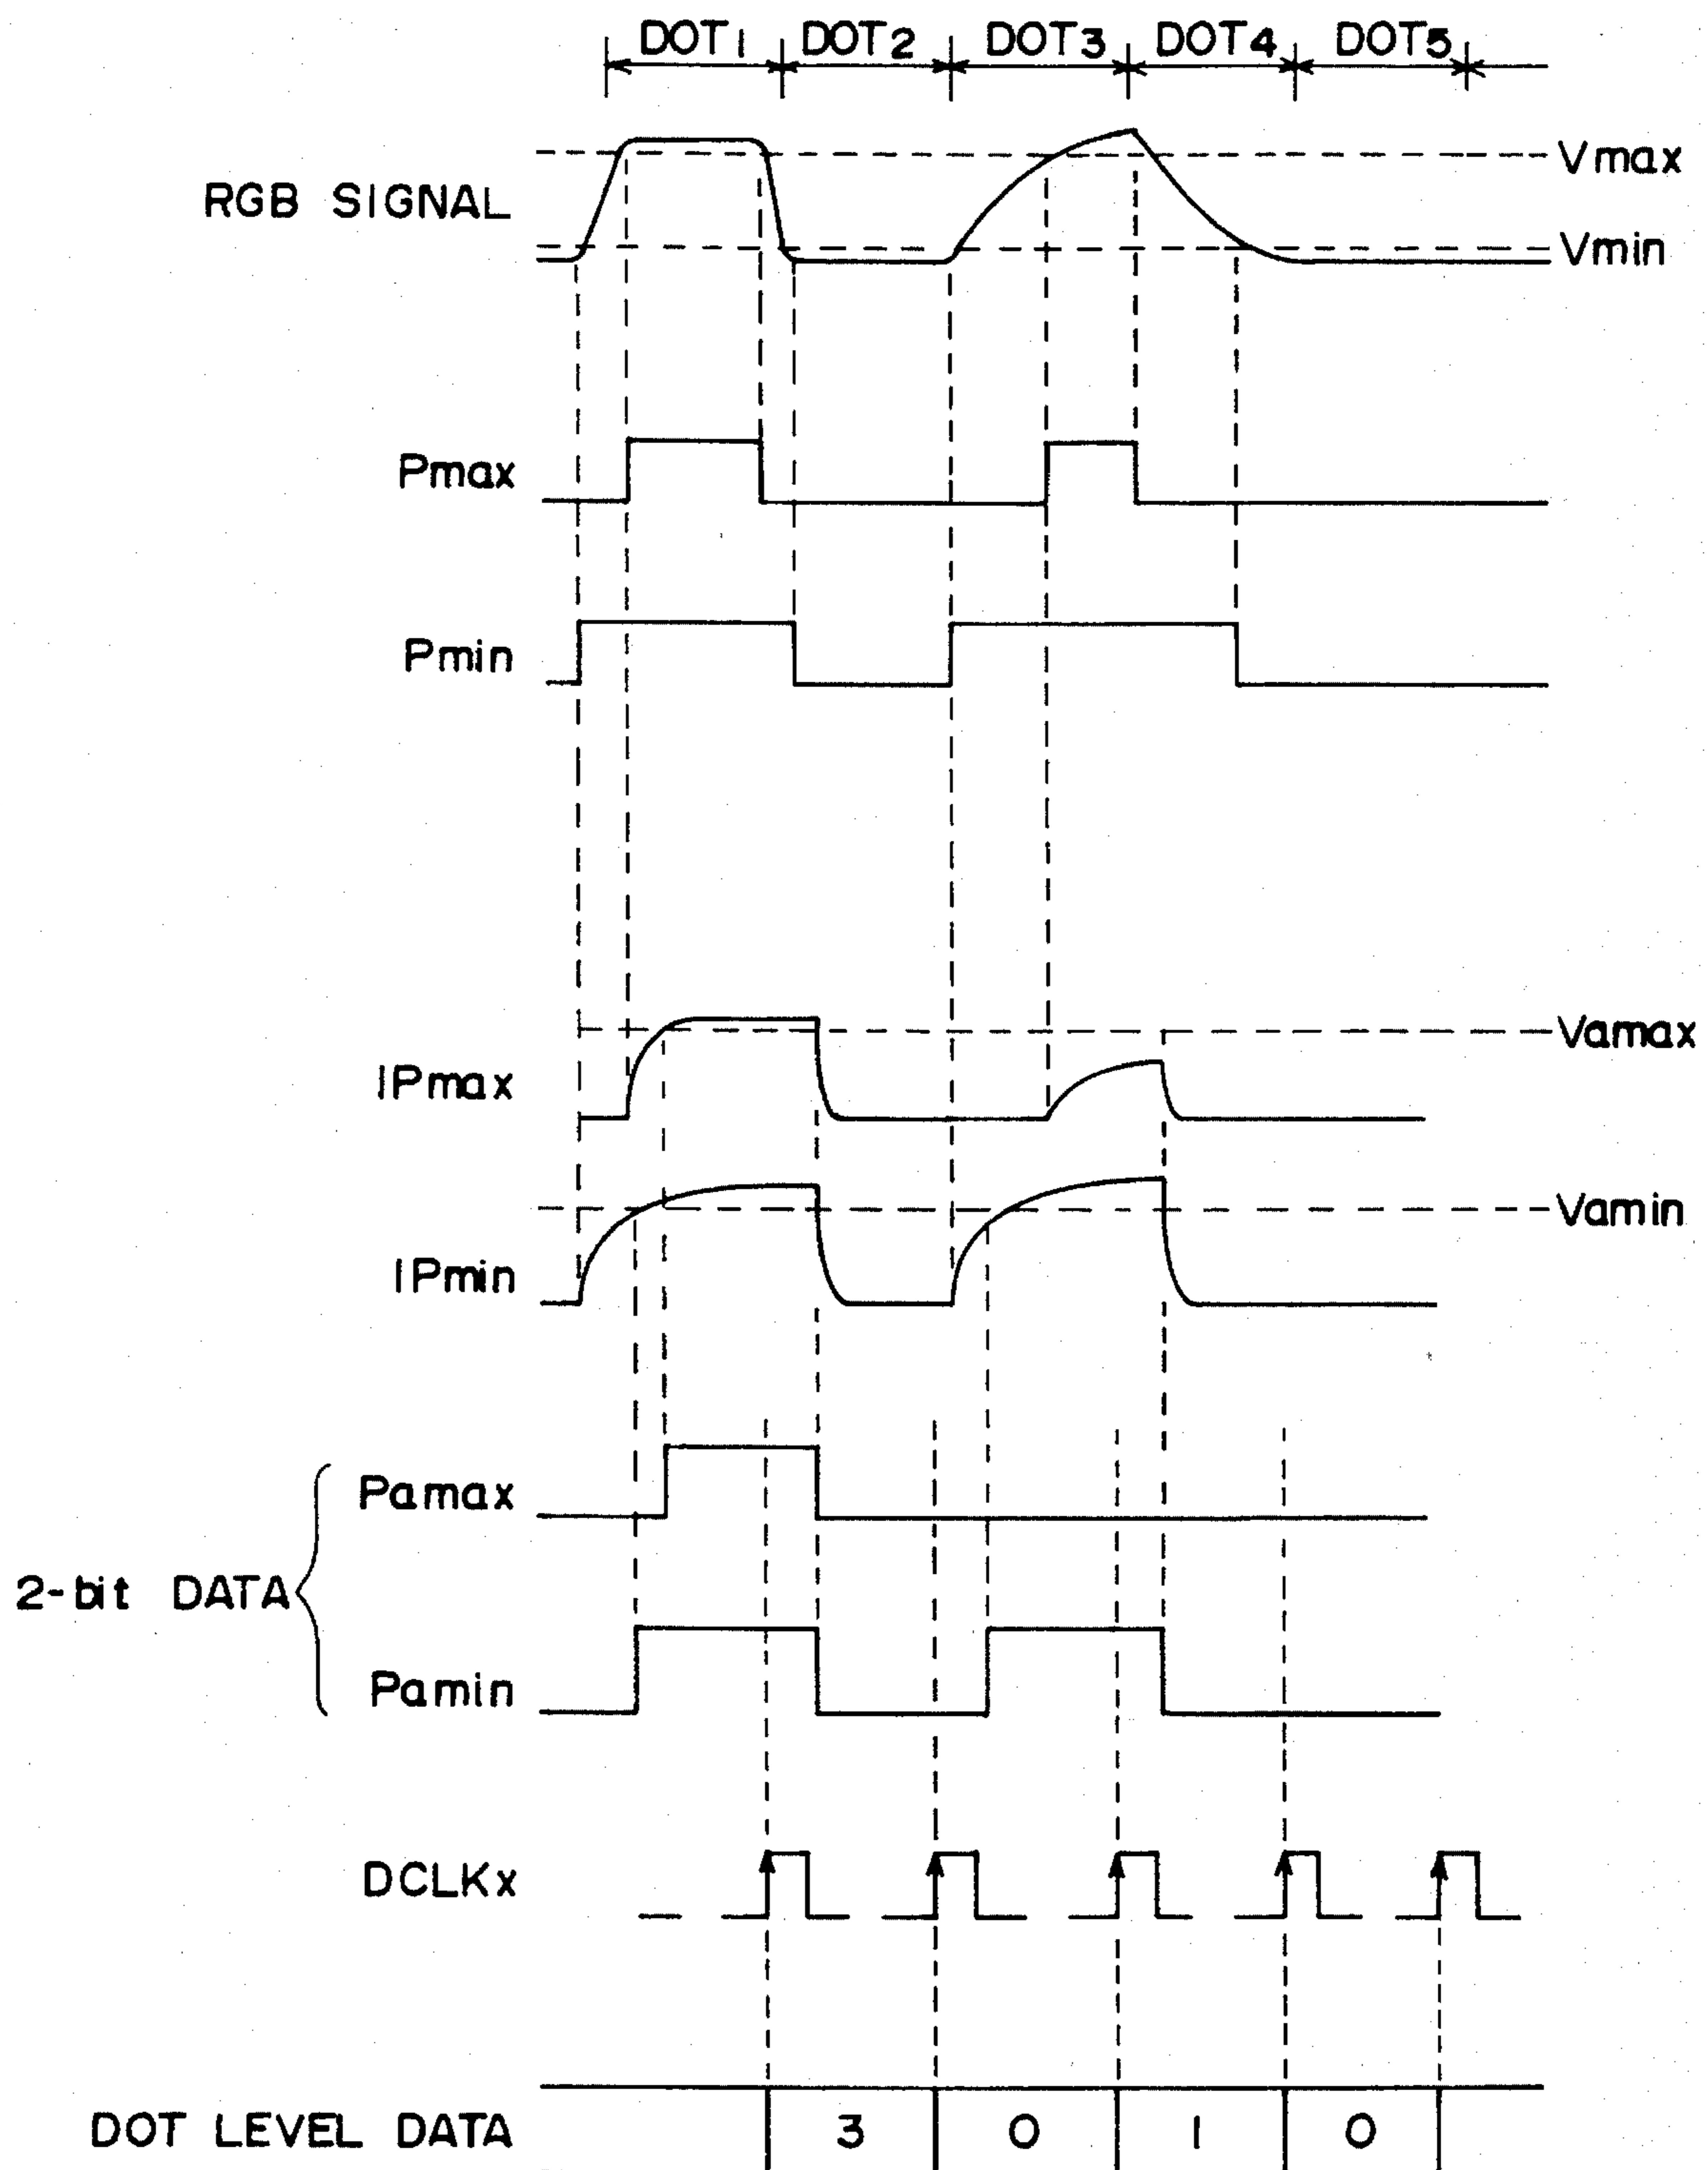 DOT1 DOT2 DOT3 DOT4 DOT5
Vmax
RGB SIGNAL
Vmin
Pmax
Pmin
Vamax
IPmax
Vamin
IPmin
Pamax
2-bit DATA
Pamin
DCLKx
DOT LEVEL DATA 3 0 1 0